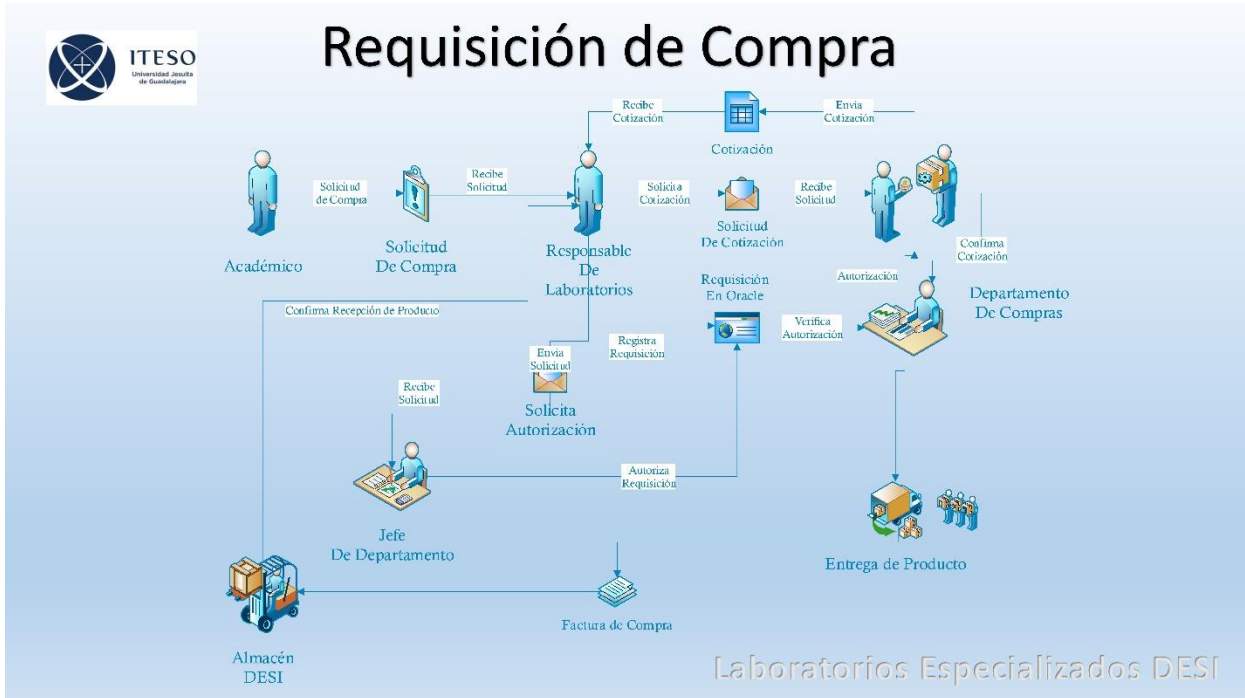 ITESO
Universidad Jesuita
de Guadalajara
Requisición de Compra
Recibe
Cotización
Envia
Cotización
Cotización
Solicitud
de Compra
Recibe
Solicitud
Solicita
Cotización
Recibe
Solicitud
Académico
Solicitud
De Compra
Responsable
De
Laboratorios
Solicitud
De Cotización
Confirma
Cotización
Requisición
En Oracle
Autorización
Departamento
De Compras
Confirma Recepción de Producto
Envia
Solicitud
Registra
Requisición
Verifica
Autorización
Recibe
Solicitud
Solicita
Autorización
Autoriza
Requisición
Jefe
De Departamento
Entrega de Producto
Factura de Compra
Almacén
DESI
Laboratorios Especializados DESI